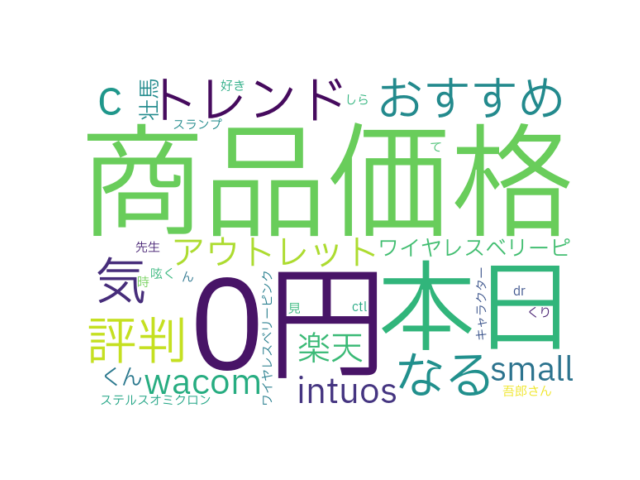 c
壮馬
トレンド
好き
しら
おすすめ
スランプ
商品価格
て
先生
アウトレット
ワイヤレスベリーピ
気
呟く
ん
時
ワイヤレスベリーピンク
0円
見
ctl
楽天
本日
キャラクター
dr
くり
評判
くん
wacom
intuos
なる
small
吾郎さん
ステルスオミクロン